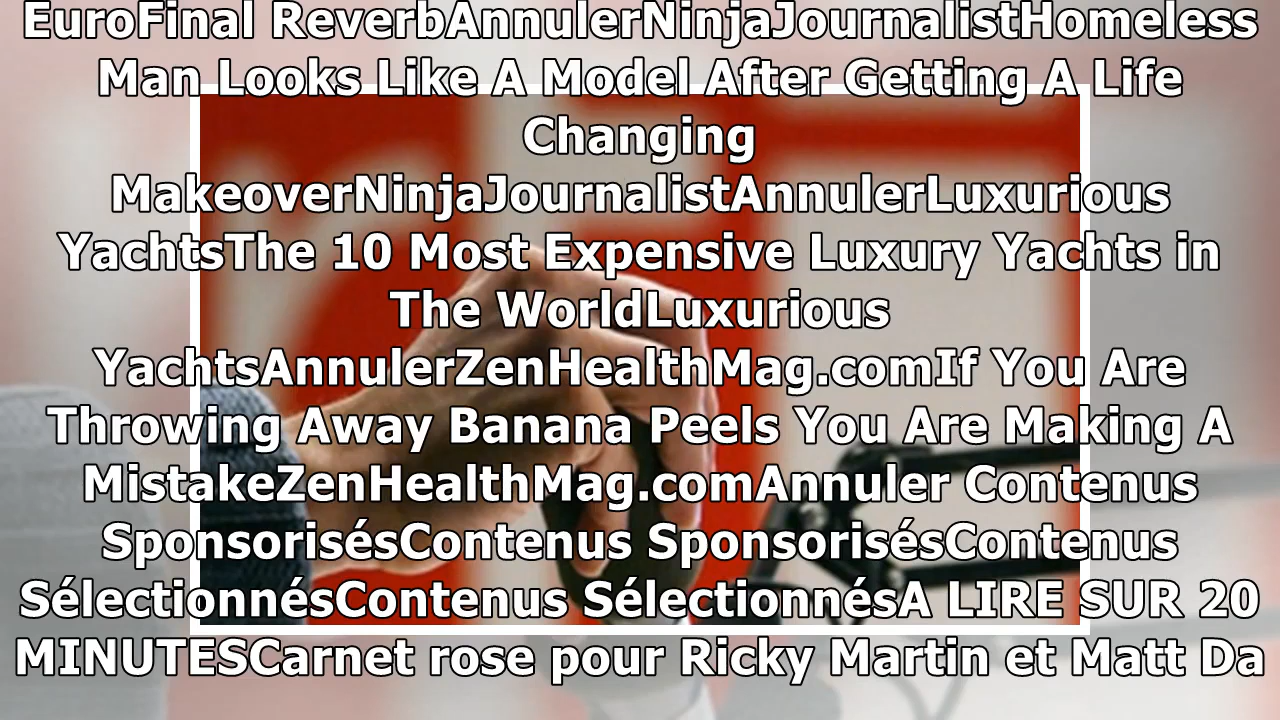 EuroFinal ReverbAnnulerNinjaJournalistHomeless
Man Looks Like A Model After Getting A Life
Changing
MakeoverNinjaJournalistAnnulerLuxurious
YachtsThe 10 Most Expensive Luxury Yachts in
The WorldLuxurious
YachtsAnnulerZenHealthMag.comIf You Are
Throwing Away Banana Peels You Are Making A
MistakeZenHealthMag.comAnnuler Contenus
SponsorisésContenus SponsorisésContenus
SélectionnésContenus SélectionnésA LIRE SUR 20
MINUTESCarnet rose pour Ricky Martin et Matt Da